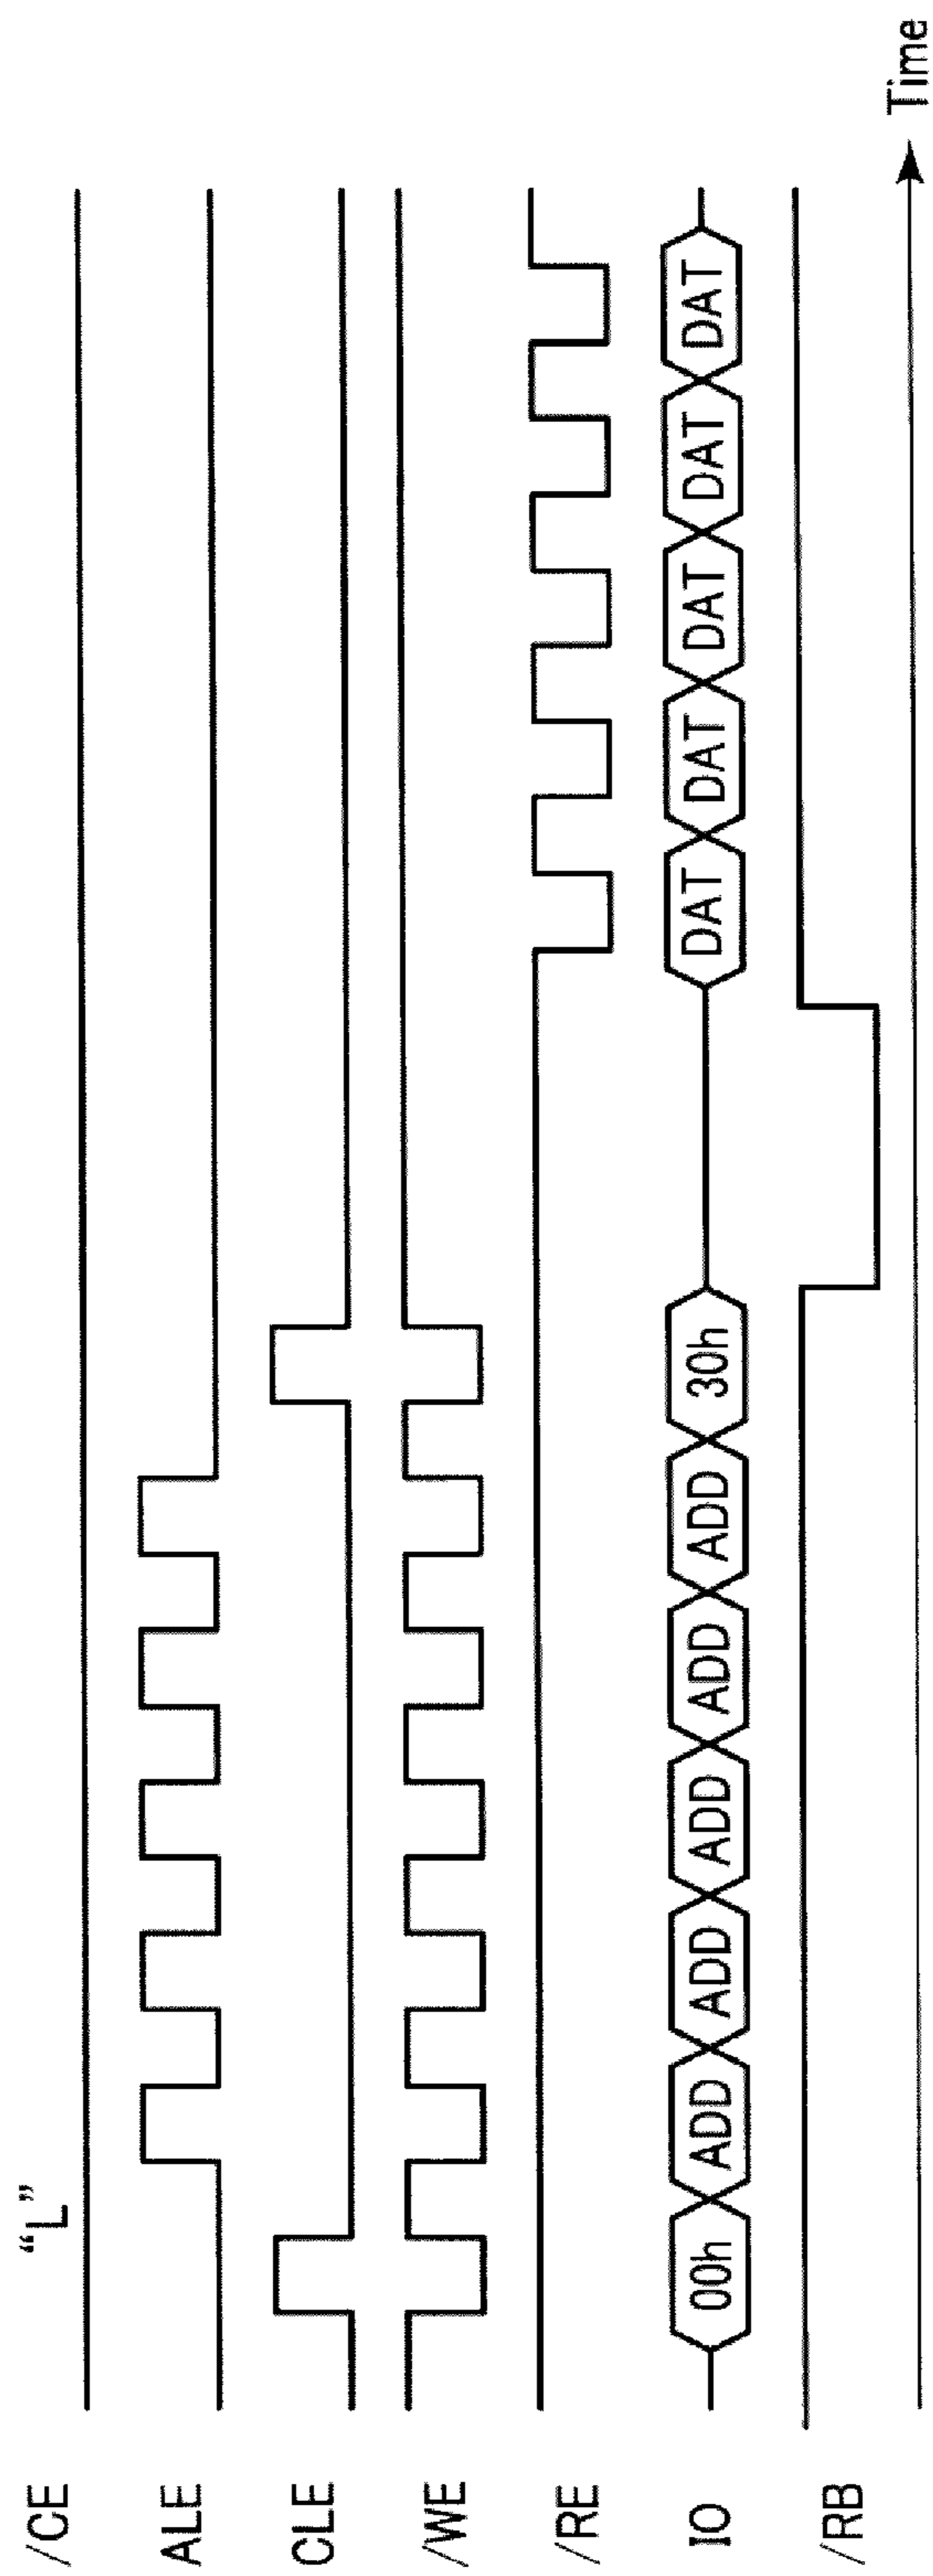 /CE “L”
ALE
CLE
/WE
/RE
IO 00h ADD ADD ADD ADD ADD 30h DAT DAT DAT DAT DAT
/RB
Time